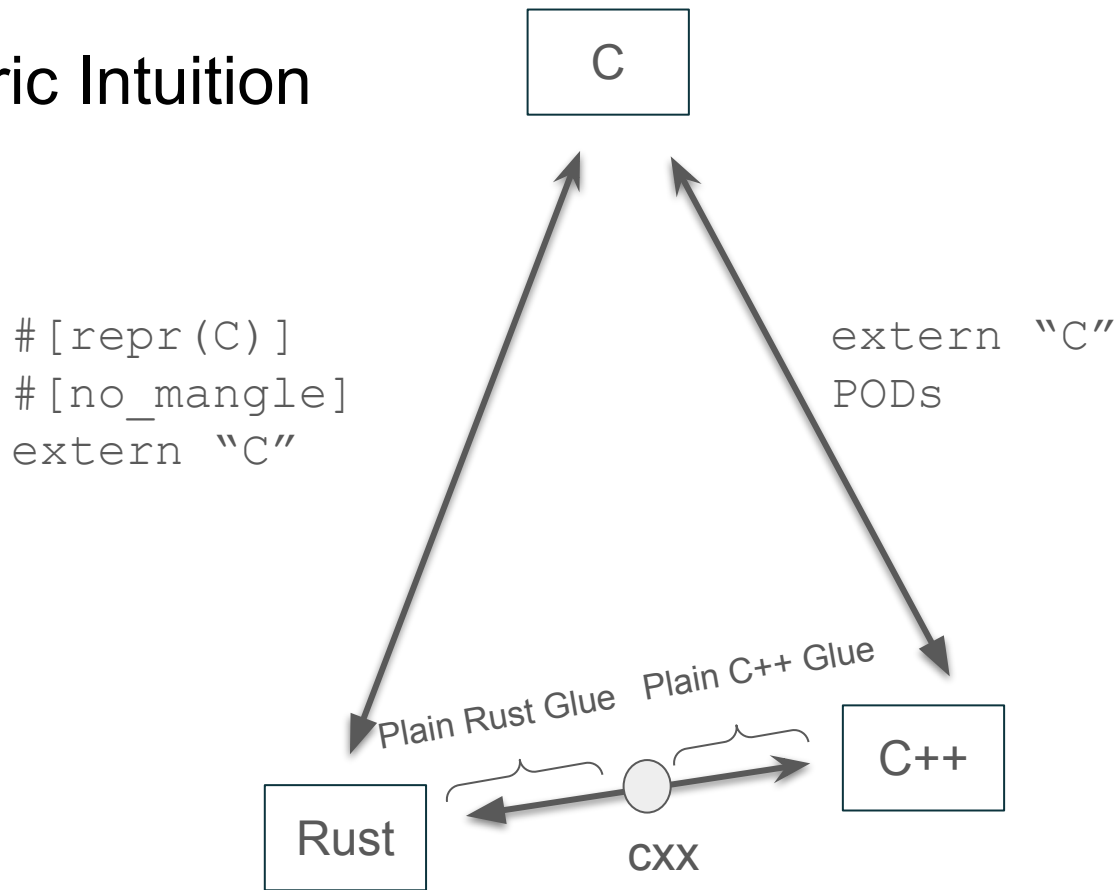 ric Intuition
C
#[repr(C)]
#[no_mangle]
extern “C”
extern “C”
PODs
Plain Rust Glue
Plain C++ Glue
C++
Rust
cxx